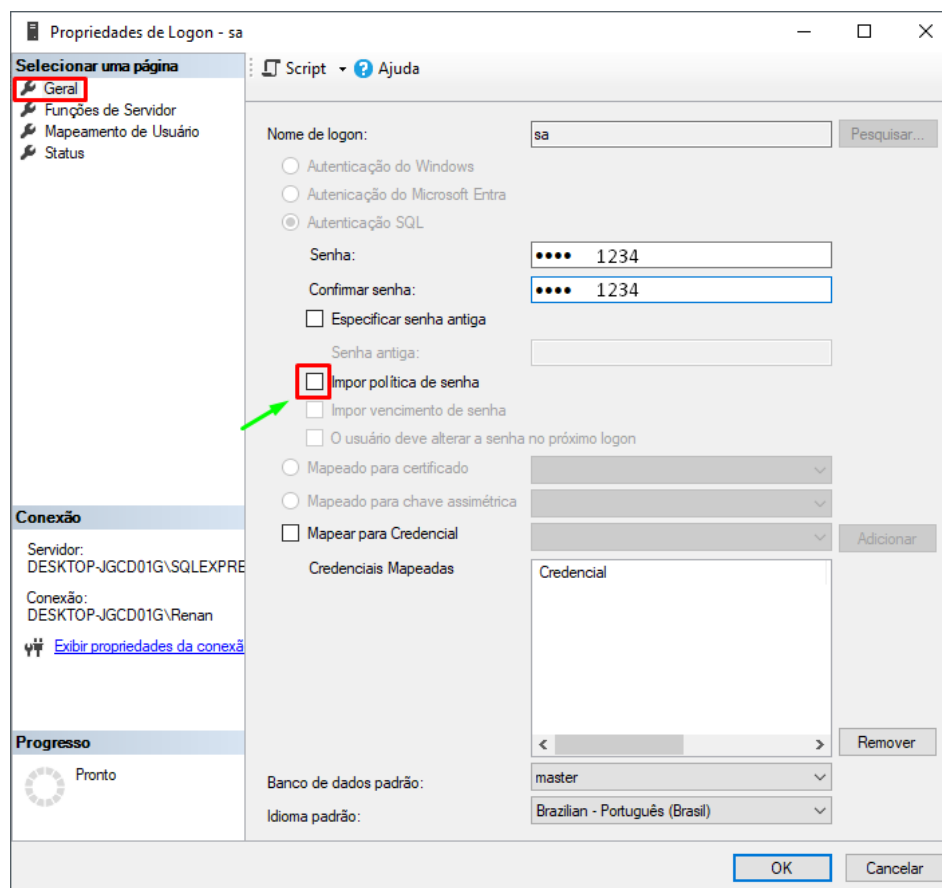 Propriedades de Logon - sa
Selecionar uma página
Geral
Funções de Servidor
Mapeamento de Usuário
Status
Script
Ajuda
Nome de logon:
sa
Pesquisar...
Autenticação do Windows
Autenicação do Microsoft Entra
Autenticação SQL
Senha:
•••• 1234
Confirmar senha:
•••• 1234
Especificar senha antiga
Senha antiga:
Impor política de senha
Impor vencimento de senha
O usuário deve alterar a senha no próximo logon
Mapeado para certificado
Mapeado para chave assimétrica
Mapear para Credencial
Adicionar
Credenciais Mapeadas
Credencial
Remover
Banco de dados padrão:
master
Idioma padrão:
Brazilian - Português (Brasil)
Conexão
Servidor:
DESKTOP-JGCD01G\SQLEXPRE
Conexão:
DESKTOP-JGCD01G\Renan
Exibir propriedades da conexã
Progresso
Pronto
OK
Cancelar